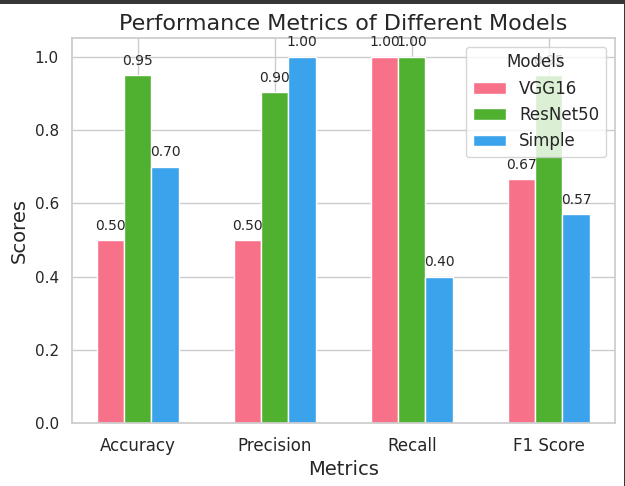 Performance Metrics of Different Models
Scores
1.0
0.8
0.6
0.4
0.2
0.0
0.50
0.95
0.70
0.50
0.90
1.00
1.00
1.00
0.40
0.67
0.57
Models
VGG16
ResNet50
Simple
Accuracy
Precision
Recall
F1 Score
Metrics